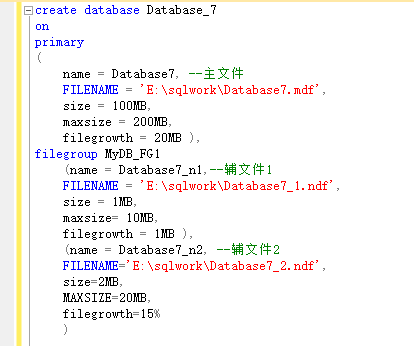 create database Database_7
on
primary
(
name = Database7, --主文件
FILENAME = 'E:\sqlwork\Database7.mdf',
size = 100MB,
maxsize = 200MB,
filegrowth = 20MB ),
filegroup MyDB_FG1
(name = Database7_n1,--辅文件1
FILENAME = 'E:\sqlwork\Database7_1.ndf',
size = 1MB,
maxsize= 10MB,
filegrowth = 1MB ),
(name = Database7_n2, --辅文件2
FILENAME='E:\sqlwork\Database7_2.ndf',
size=2MB,
MAXSIZE=20MB,
filegrowth=15%
)